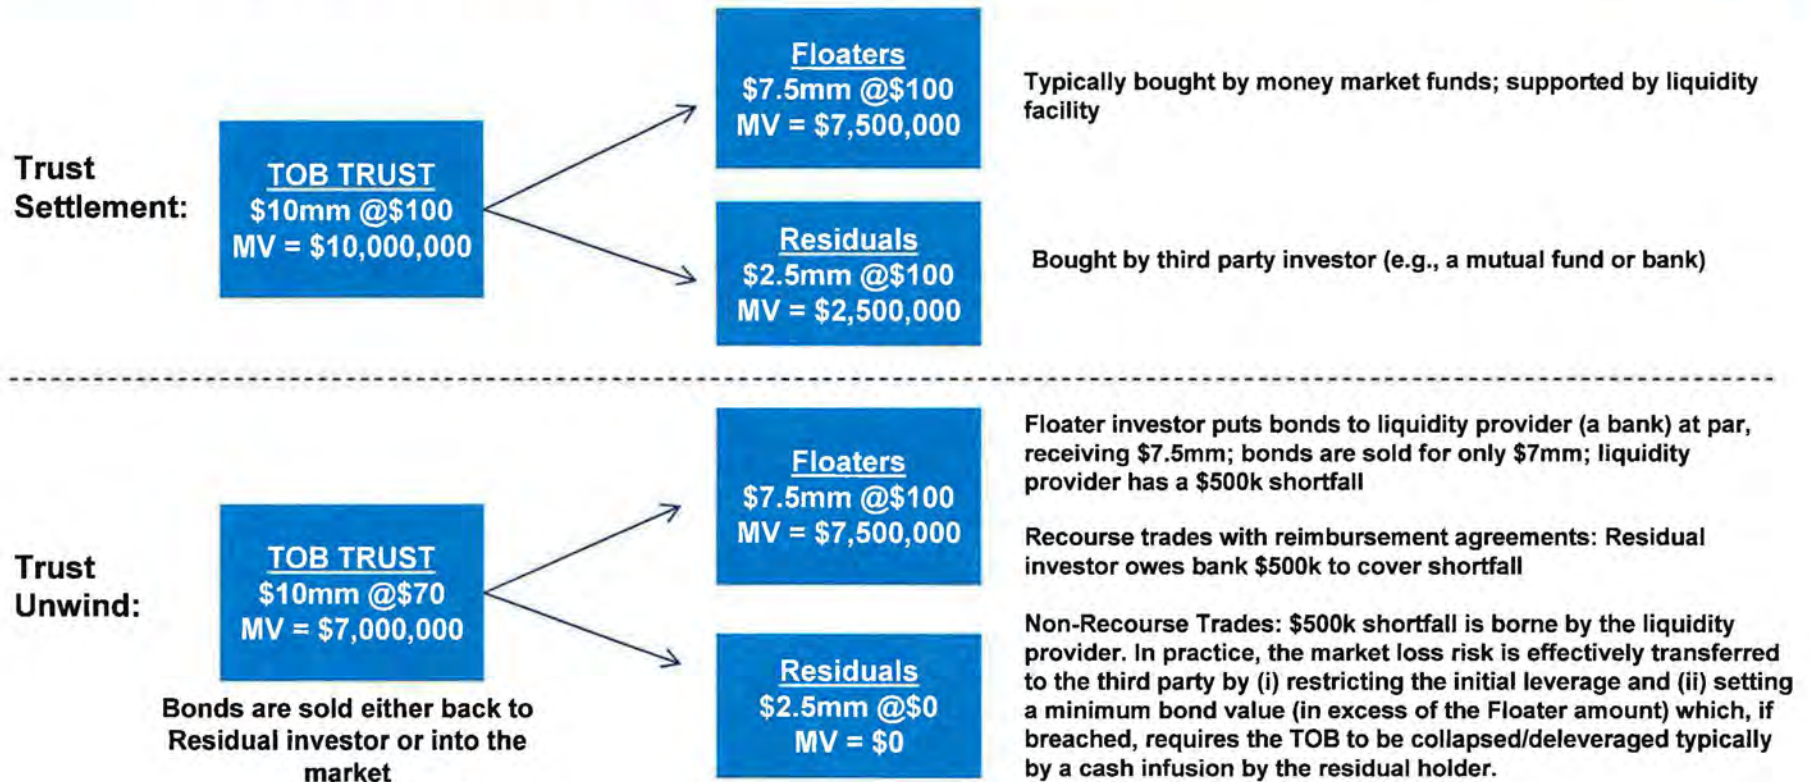 Trust
Settlement:
TOB TRUST
$10mm @$100
MV = $10,000,000
Floaters
$7.5mm @$100
MV = $7,500,000
Typically bought by money market funds; supported by liquidity
facility
Residuals
$2.5mm @$100
MV = $2,500,000
Bought by third party investor (e.g., a mutual fund or bank)
Trust
Unwind:
TOB TRUST
$10mm @$70
MV = $7,000,000
Bonds are sold either back to
Residual investor or into the
market
Floaters
$7.5mm @$100
MV = $7,500,000
Residuals
$2.5mm @$0
MV = $0
Floater investor puts bonds to liquidity provider (a bank) at par,
receiving $7.5mm; bonds are sold for only $7mm; liquidity
provider has a $500k shortfall
Recourse trades with reimbursement agreements: Residual
investor owes bank $500k to cover shortfall
Non-Recourse Trades: $500k shortfall is borne by the liquidity
provider. In practice, the market loss risk is effectively transferred
to the third party by (i) restricting the initial leverage and (ii) setting
a minimum bond value (in excess of the Floater amount) which, if
breached, requires the TOB to be collapsed/deleveraged typically
by a cash infusion by the residual holder.